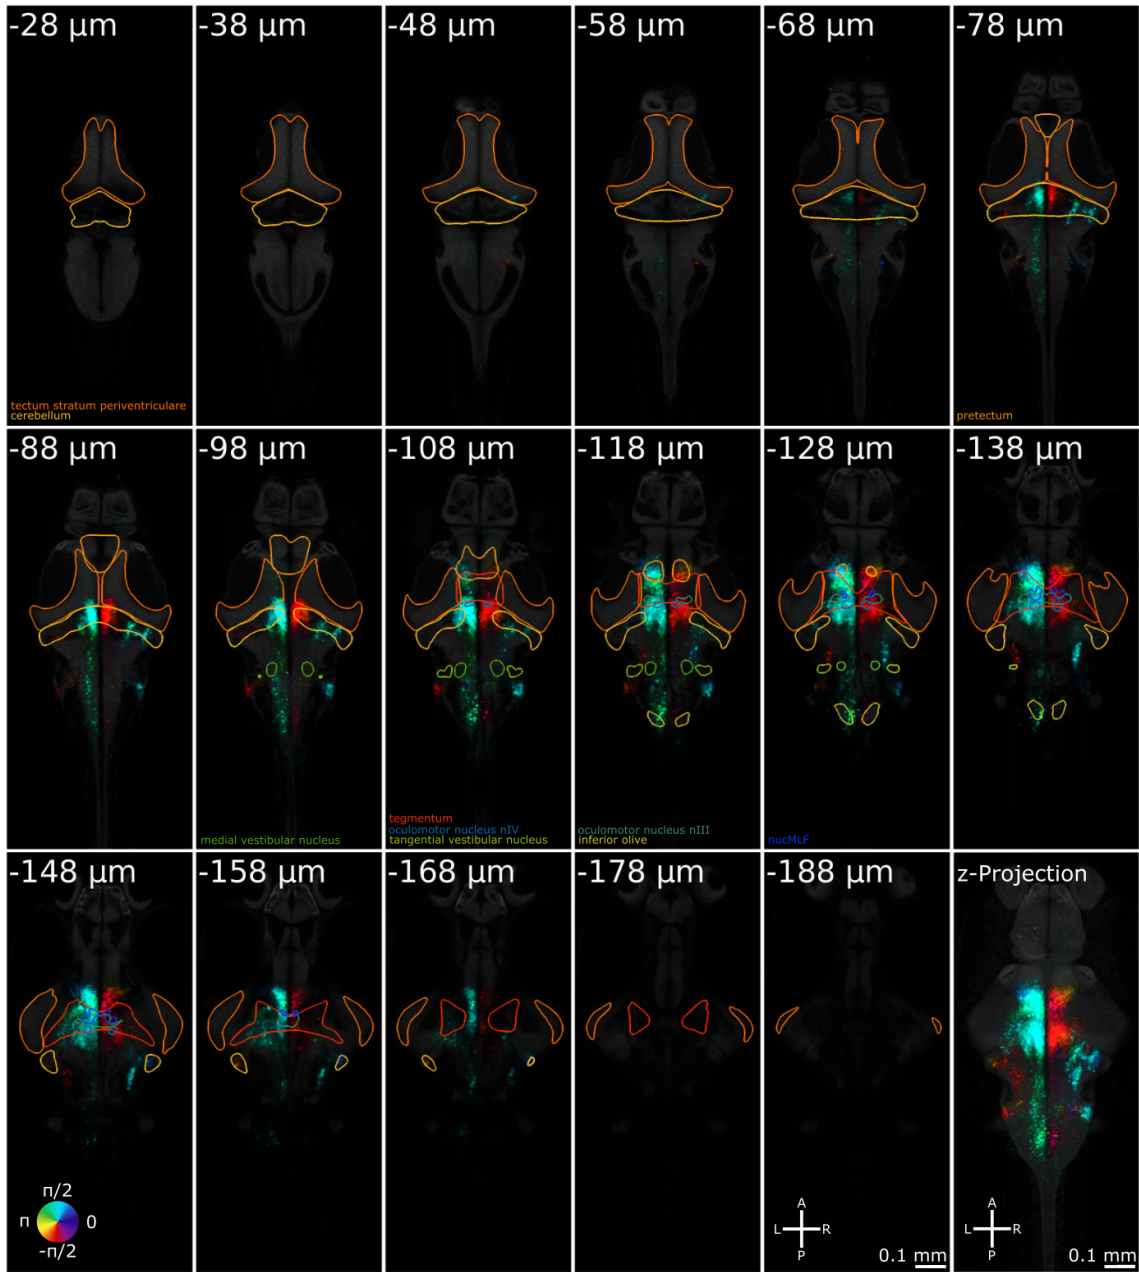 -28 µm
-38 µm
-48 µm
-58 µm
-68 µm
-78 µm
tectum stratum periventriculare
cerebellum
pretectum
-88 µm
-98 µm
-108 µm
-118 µm
-128 µm
-138 µm
medial vestibular nucleus
tegmentum
oculomotor nucleus nIV
tangential vestibular nucleus
oculomotor nucleus nIII
inferior olive
nucMLF
-148 µm
-158 µm
-168 µm
-178 µm
-188 µm
z-Projection
π/2
π
0
-π/2
A
L
R
P
0.1 mm
A
L
R
P
0.1 mm